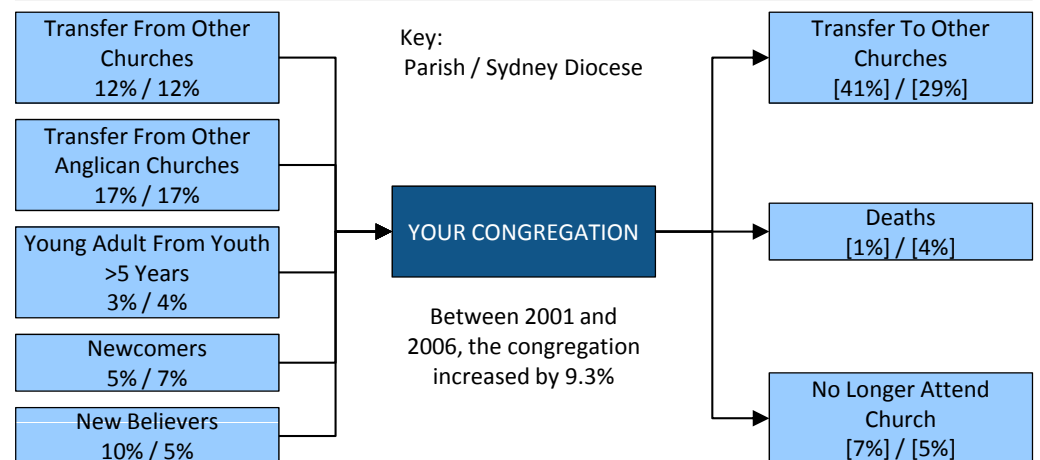 Transfer From Other
Churches
12% / 12%
Transfer From Other
Anglican Churches
17% / 17%
Young Adult From Youth
>5 Years
3% / 4%
Newcomers
5% / 7%
New Believers
10% / 5%
Key:
Parish / Sydney Diocese
YOUR CONGREGATION
Between 2001 and
2006, the congregation
increased by 9.3%
Transfer To Other
Churches
[41%] / [29%]
Deaths
[1%] / [4%]
No Longer Attend
Church
[7%] / [5%]